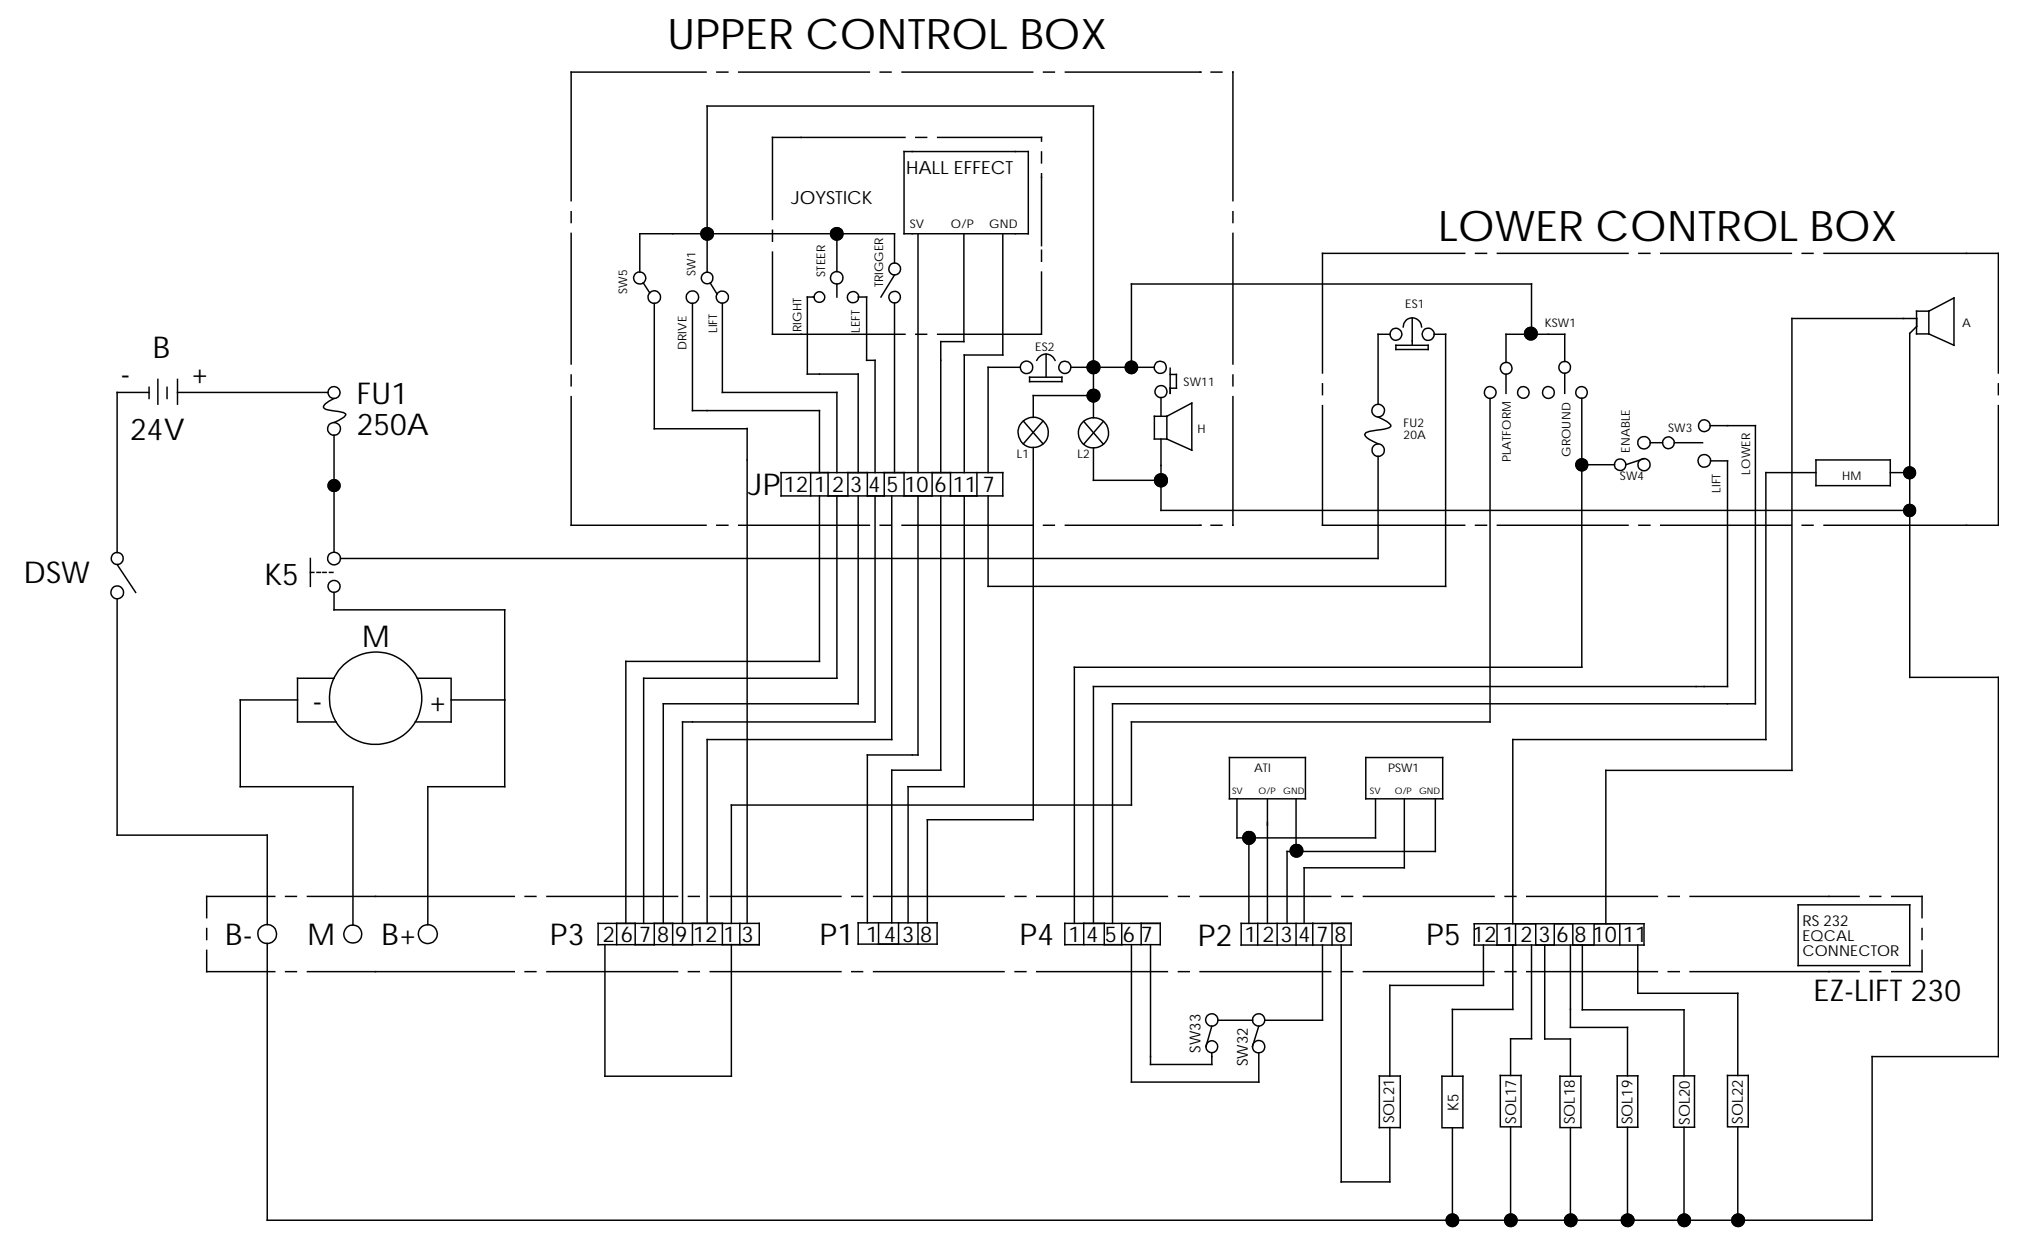 UPPER CONTROL BOX
HALL EFFECT
JOYSTICK
SV O/P GND
LOWER CONTROL BOX
SW5
SW1
STEER
TRIGGER
RIGHT
LEFT
DRIVE
LIFT
ES1
KSW1
A
ES2
SW11
B
- +
24V
FU1
250A
L1
L2
H
FU2
20A
PLATFORM
GROUND
ENABLE
SW3
SW4
LOWER
LIFT
HM
JP 12 1 2 3 4 5 10 6 11 7
DSW
K5
M
- +
ATI
SV O/P GND
PSW1
SV O/P GND
B- M B+
P3 2 6 7 8 9 12 1 3
P1 1 4 3 8
P4 1 4 5 6 7
P2 1 2 3 4 7 8
P5 12 1 2 3 6 8 10 11
RS 232
EQCAL
CONNECTOR
EZ-LIFT 230
SW33
SW32
SOL21
K5
SOL17
SOL18
SOL19
SOL20
SOL22